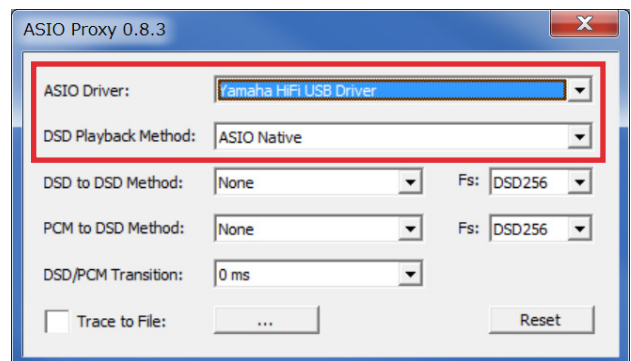 ASIO Proxy 0.8.3
ASIO Driver: Yamaha HiFi USB Driver
DSD Playback Method: ASIO Native
DSD to DSD Method: None Fs: DSD256
PCM to DSD Method: None Fs: DSD256
DSD/PCM Transition: 0 ms
Trace to File: ... Reset